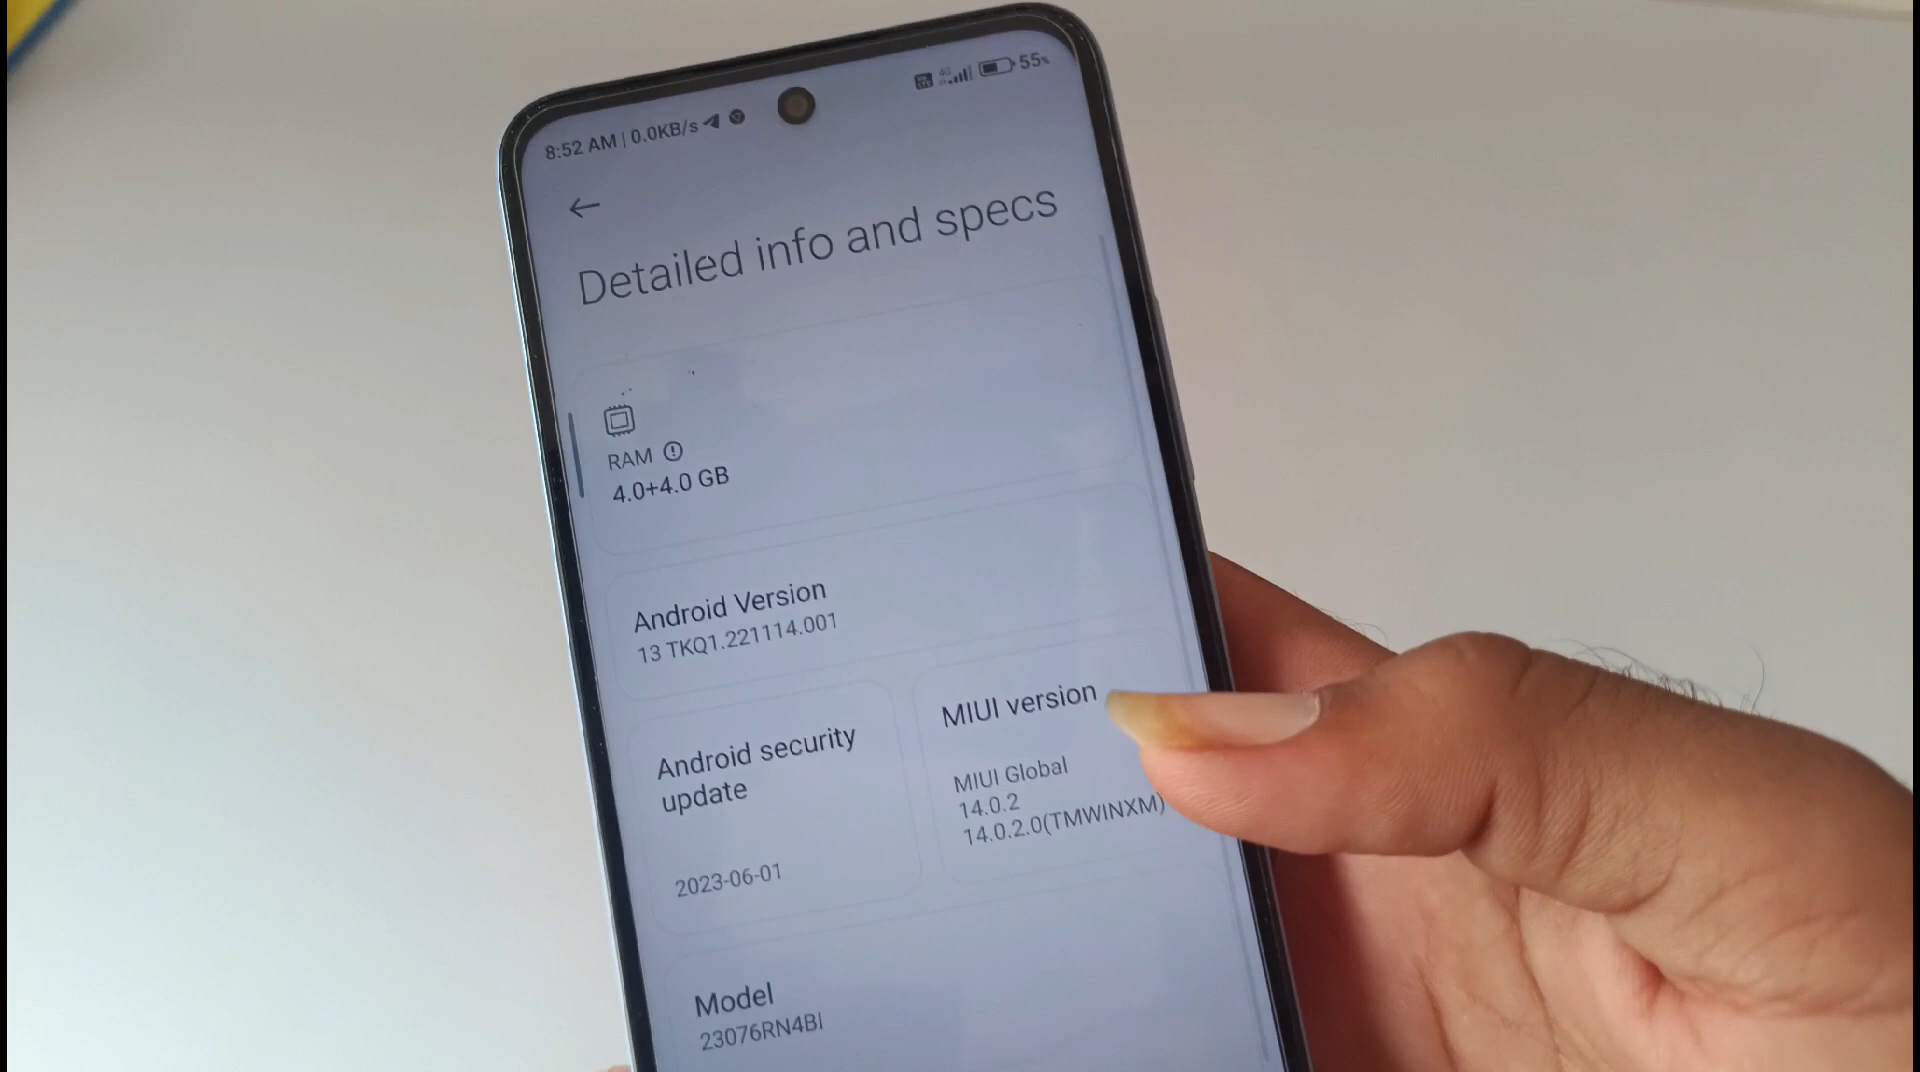 8:52 AM | 0.0KB/s
4G
55%
Detailed info and specs
RAM
4.0+4.0 GB
Android Version
13 TKQ1.221114.001
Android security
update
2023-06-01
MIUI version
MIUI Global
14.0.2
14.0.2.0(TMWINXM)
Model
23076RN4BI